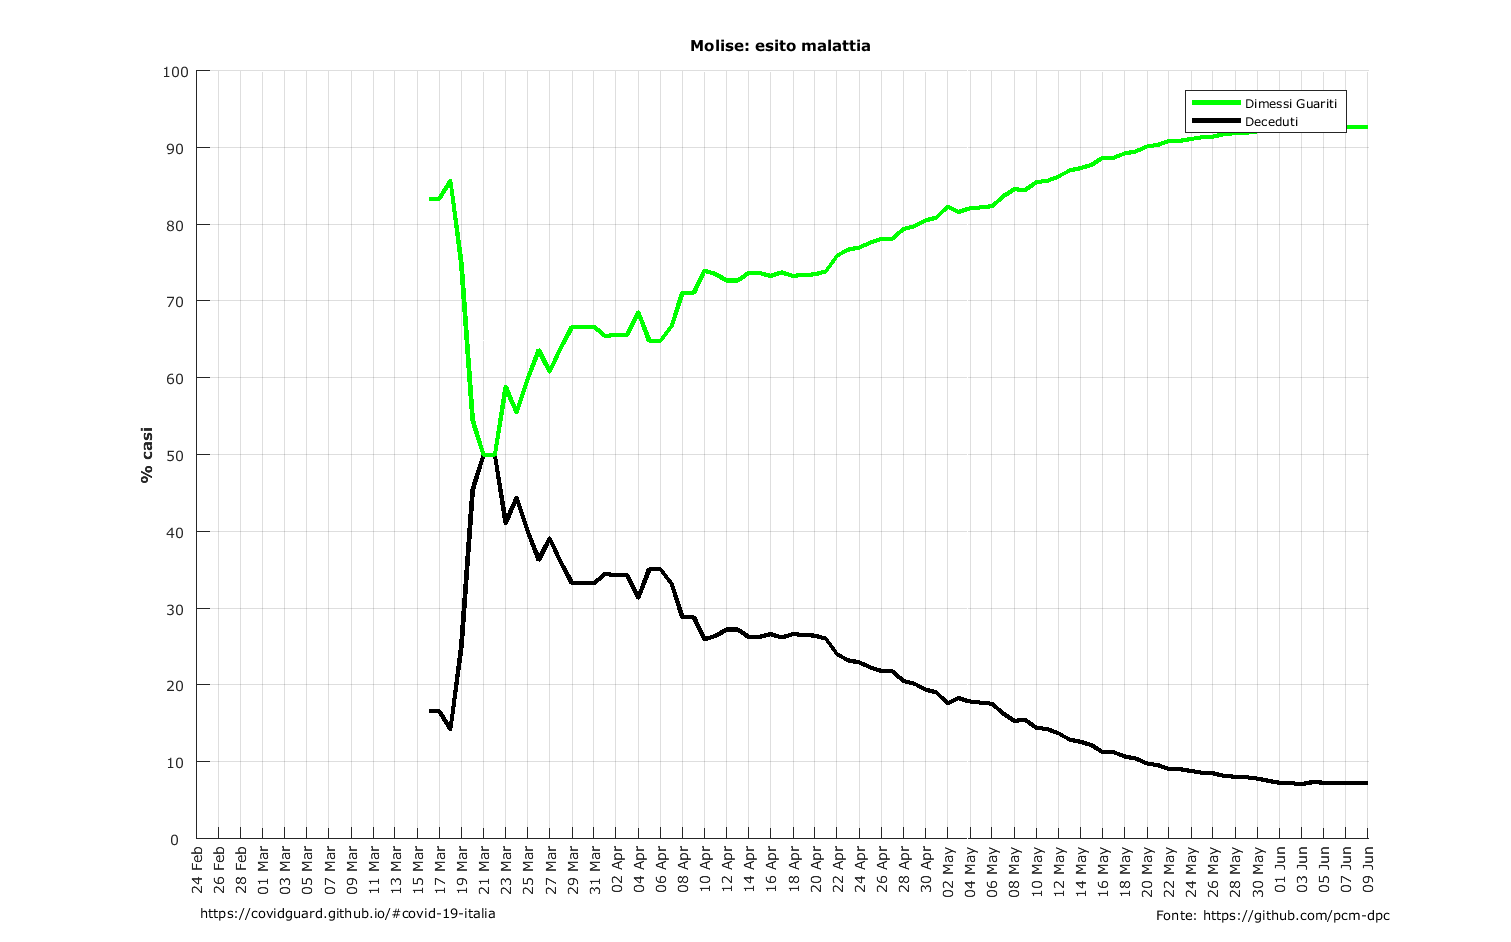 Molise: esito malattia
100
90
80
70
60
50
40
30
20
10
0
% casi
Dimessi Guariti
Deceduti
24 Feb
26 Feb
28 Feb
01 Mar
03 Mar
05 Mar
07 Mar
09 Mar
11 Mar
13 Mar
15 Mar
17 Mar
19 Mar
21 Mar
23 Mar
25 Mar
27 Mar
29 Mar
31 Mar
02 Apr
04 Apr
06 Apr
08 Apr
10 Apr
12 Apr
14 Apr
16 Apr
18 Apr
20 Apr
22 Apr
24 Apr
26 Apr
28 Apr
30 Apr
02 May
04 May
06 May
08 May
10 May
12 May
14 May
16 May
18 May
20 May
22 May
24 May
26 May
28 May
30 May
01 Jun
03 Jun
05 Jun
07 Jun
09 Jun
https://covidguard.github.io/#covid-19-italia
Fonte: https://github.com/pcm-dpc